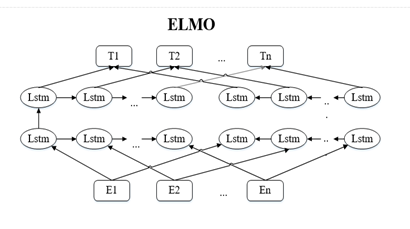 ELMO
T1 T2 ... Tn
Lstm Lstm ... Lstm Lstm Lstm .. Lstm
.
Lstm Lstm ... Lstm Lstm Lstm .. Lstm
.
E1 E2 ... En